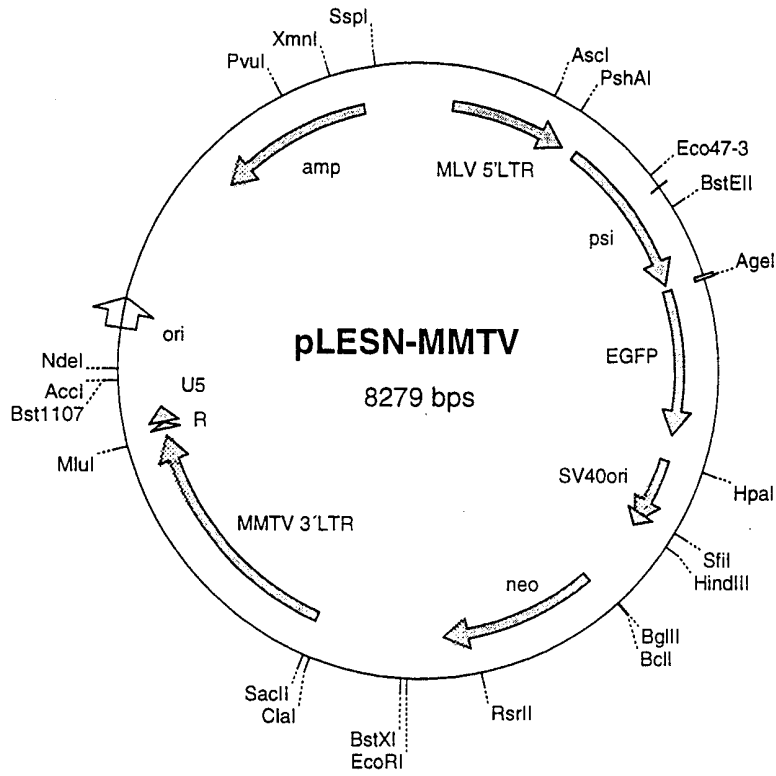 SspI
XmnI
PvuI
AscI
PshAI
Eco47-3
BstEII
AgeI
amp
MLV 5'LTR
psi
ori
pLESN-MMTV
8279 bps
EGFP
NdeI
AccI
Bst1107
U5
R
MluI
SV40ori
HpaI
MMTV 3´LTR
SfiI
HindIII
neo
BglII
BclI
SacII
ClaI
RsrII
BstXI
EcoRI